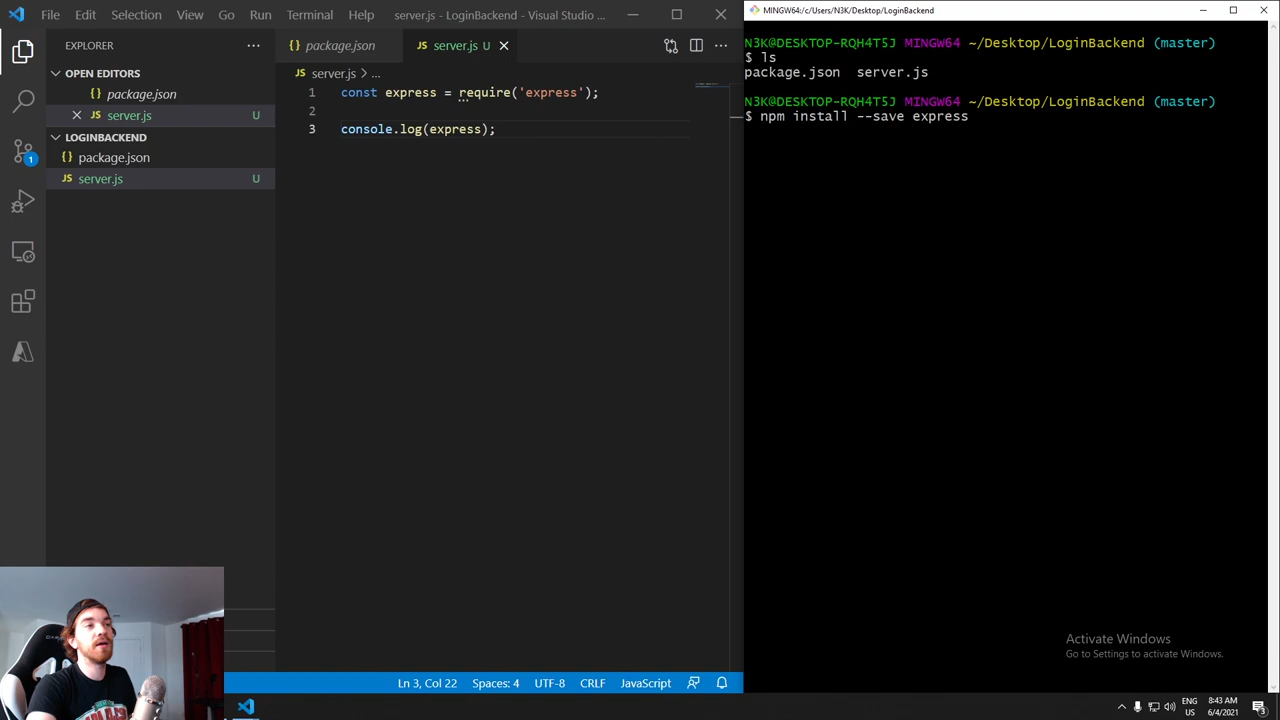 File Edit Selection View Go Run Terminal Help server.js - LoginBackend - Visual Studio ...
EXPLORER
OPEN EDITORS
{} package.json
JS server.js U
LOGINBACKEND
{} package.json
JS server.js U
1
{} package.json JS server.js U
JS server.js > ...
1 const express = require('express');
2
3 console.log(express);
MINGW64:/c/Users/N3K/Desktop/LoginBackend
N3K@DESKTOP-RQH4T5J MINGW64 ~/Desktop/LoginBackend (master)
$ ls
package.json server.js
N3K@DESKTOP-RQH4T5J MINGW64 ~/Desktop/LoginBackend (master)
$ npm install --save express
Activate Windows
Go to Settings to activate Windows.
Ln 3, Col 22 Spaces: 4 UTF-8 CRLF JavaScript
ENG
US
8:43 AM
6/4/2021
3